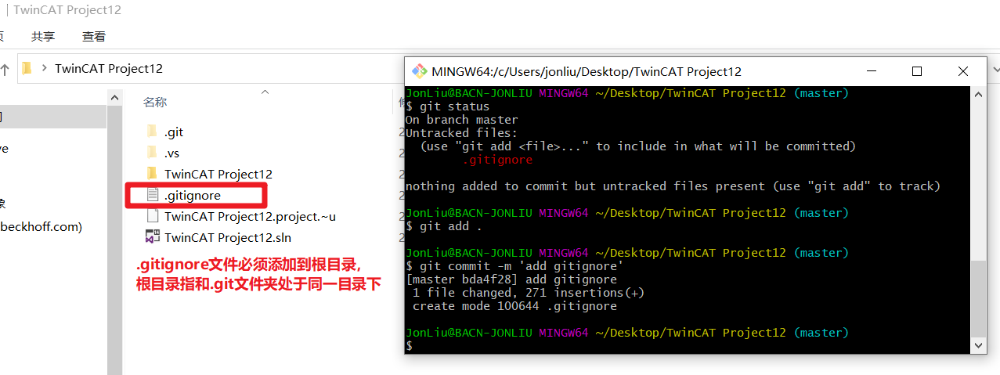 TwinCAT Project12
共享
查看
TwinCAT Project12
名称
.git
.vs
TwinCAT Project12
.gitignore
TwinCAT Project12.project.~u
TwinCAT Project12.sln
beckhoff.com)
.gitignore文件必须添加到根目录,
根目录指和.git文件夹处于同一目录下
MINGW64:/c/Users/jonliu/Desktop/TwinCAT Project12
JonLiu@BACN-JONLIU MINGW64 ~/Desktop/TwinCAT Project12 (master)
$ git status
On branch master
Untracked files:
  (use "git add <file>..." to include in what will be committed)
        .gitignore
nothing added to commit but untracked files present (use "git add" to track)
JonLiu@BACN-JONLIU MINGW64 ~/Desktop/TwinCAT Project12 (master)
$ git add .
JonLiu@BACN-JONLIU MINGW64 ~/Desktop/TwinCAT Project12 (master)
$ git commit -m 'add gitignore'
[master bda4f28] add gitignore
 1 file changed, 271 insertions(+)
 create mode 100644 .gitignore
JonLiu@BACN-JONLIU MINGW64 ~/Desktop/TwinCAT Project12 (master)
$